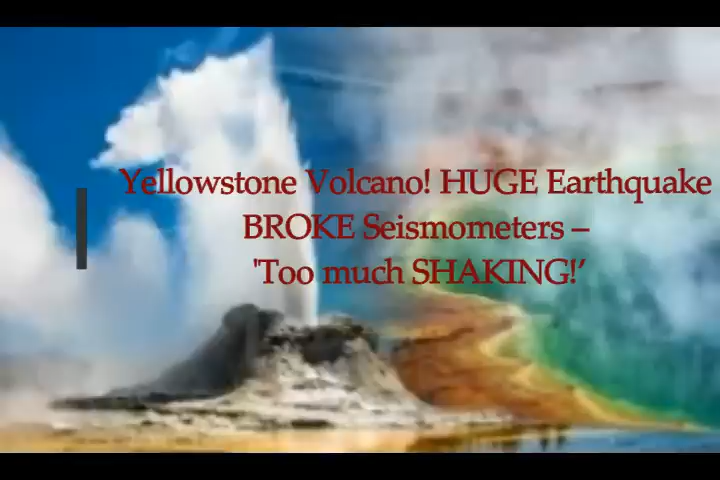 Yellowstone Volcano! HUGE Earthquake
BROKE Seismometers –
'Too much SHAKING!’